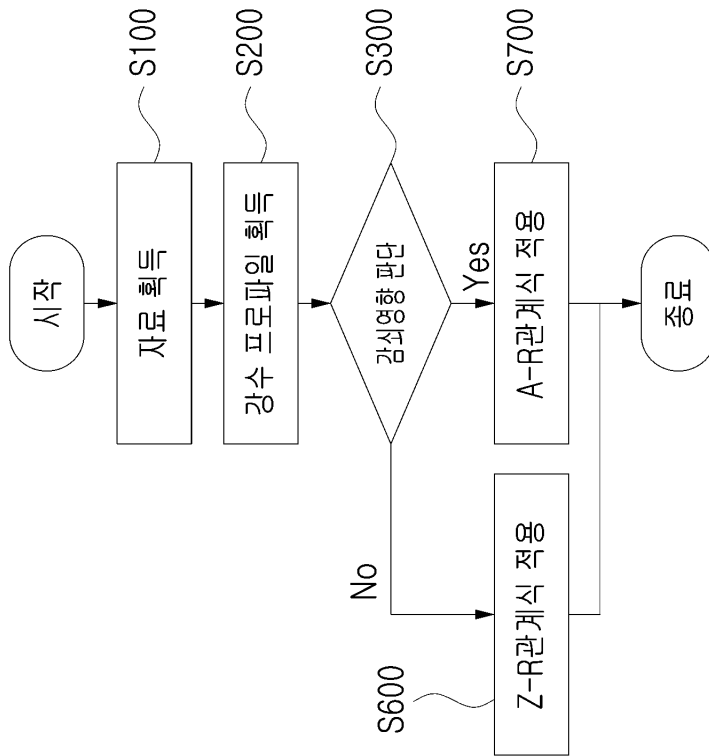 시작
자료 획득
S100
강수 프로파일 획득
S200
감쇠영향 판단
S300
No
Yes
S600
Z-R관계식 적용
A-R관계식 적용
S700
종료